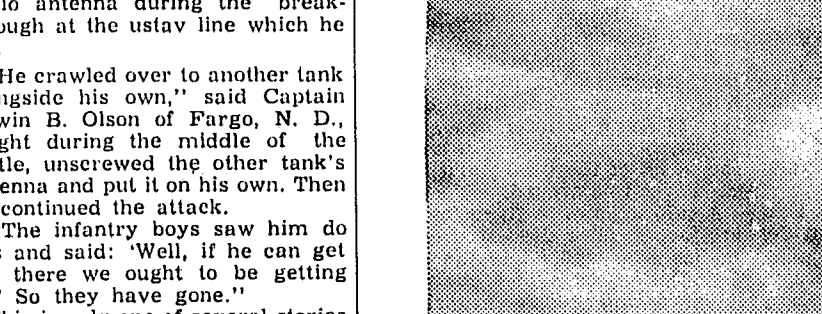 antenna during the break-
ough at the ustav line which he
He crawled over to another tank
ngside his own," said Captain
win B. Olson of Fargo, N. D.,
ght during the middle of the
tle, unscrewed the other tank's
enna and put it on his own. Then
continued the attack.
The infantry boys saw him do
s and said: 'Well, if he can get
there we ought to be getting
' So they have gone."